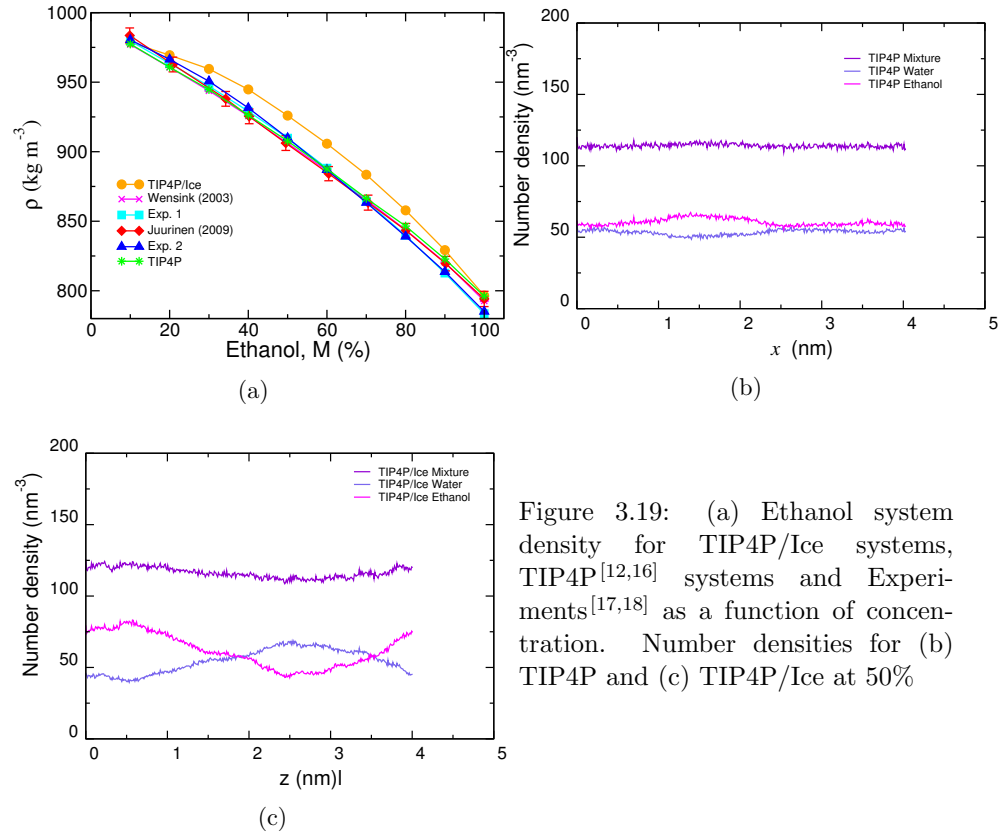 1000
950
900
850
800
ρ (kg m⁻³)
TIP4P/Ice
Wensink (2003)
Exp. 1
Juurinen (2009)
Exp. 2
TIP4P
0 20 40 60 80 100
Ethanol, M (%)
(a)
200
150
100
50
0
Number density (nm⁻³)
TIP4P Mixture
TIP4P Water
TIP4P Ethanol
0 1 2 3 4 5
x (nm)
(b)
200
150
100
50
0
Number density (nm⁻³)
TIP4P/Ice Mixture
TIP4P/Ice Water
TIP4P/Ice Ethanol
0 1 2 3 4 5
z (nm)l
(c)
Figure 3.19: (a) Ethanol system
density for TIP4P/Ice systems,
TIP4P[12,16] systems and Experi-
ments[17,18] as a function of concen-
tration. Number densities for (b)
TIP4P and (c) TIP4P/Ice at 50%